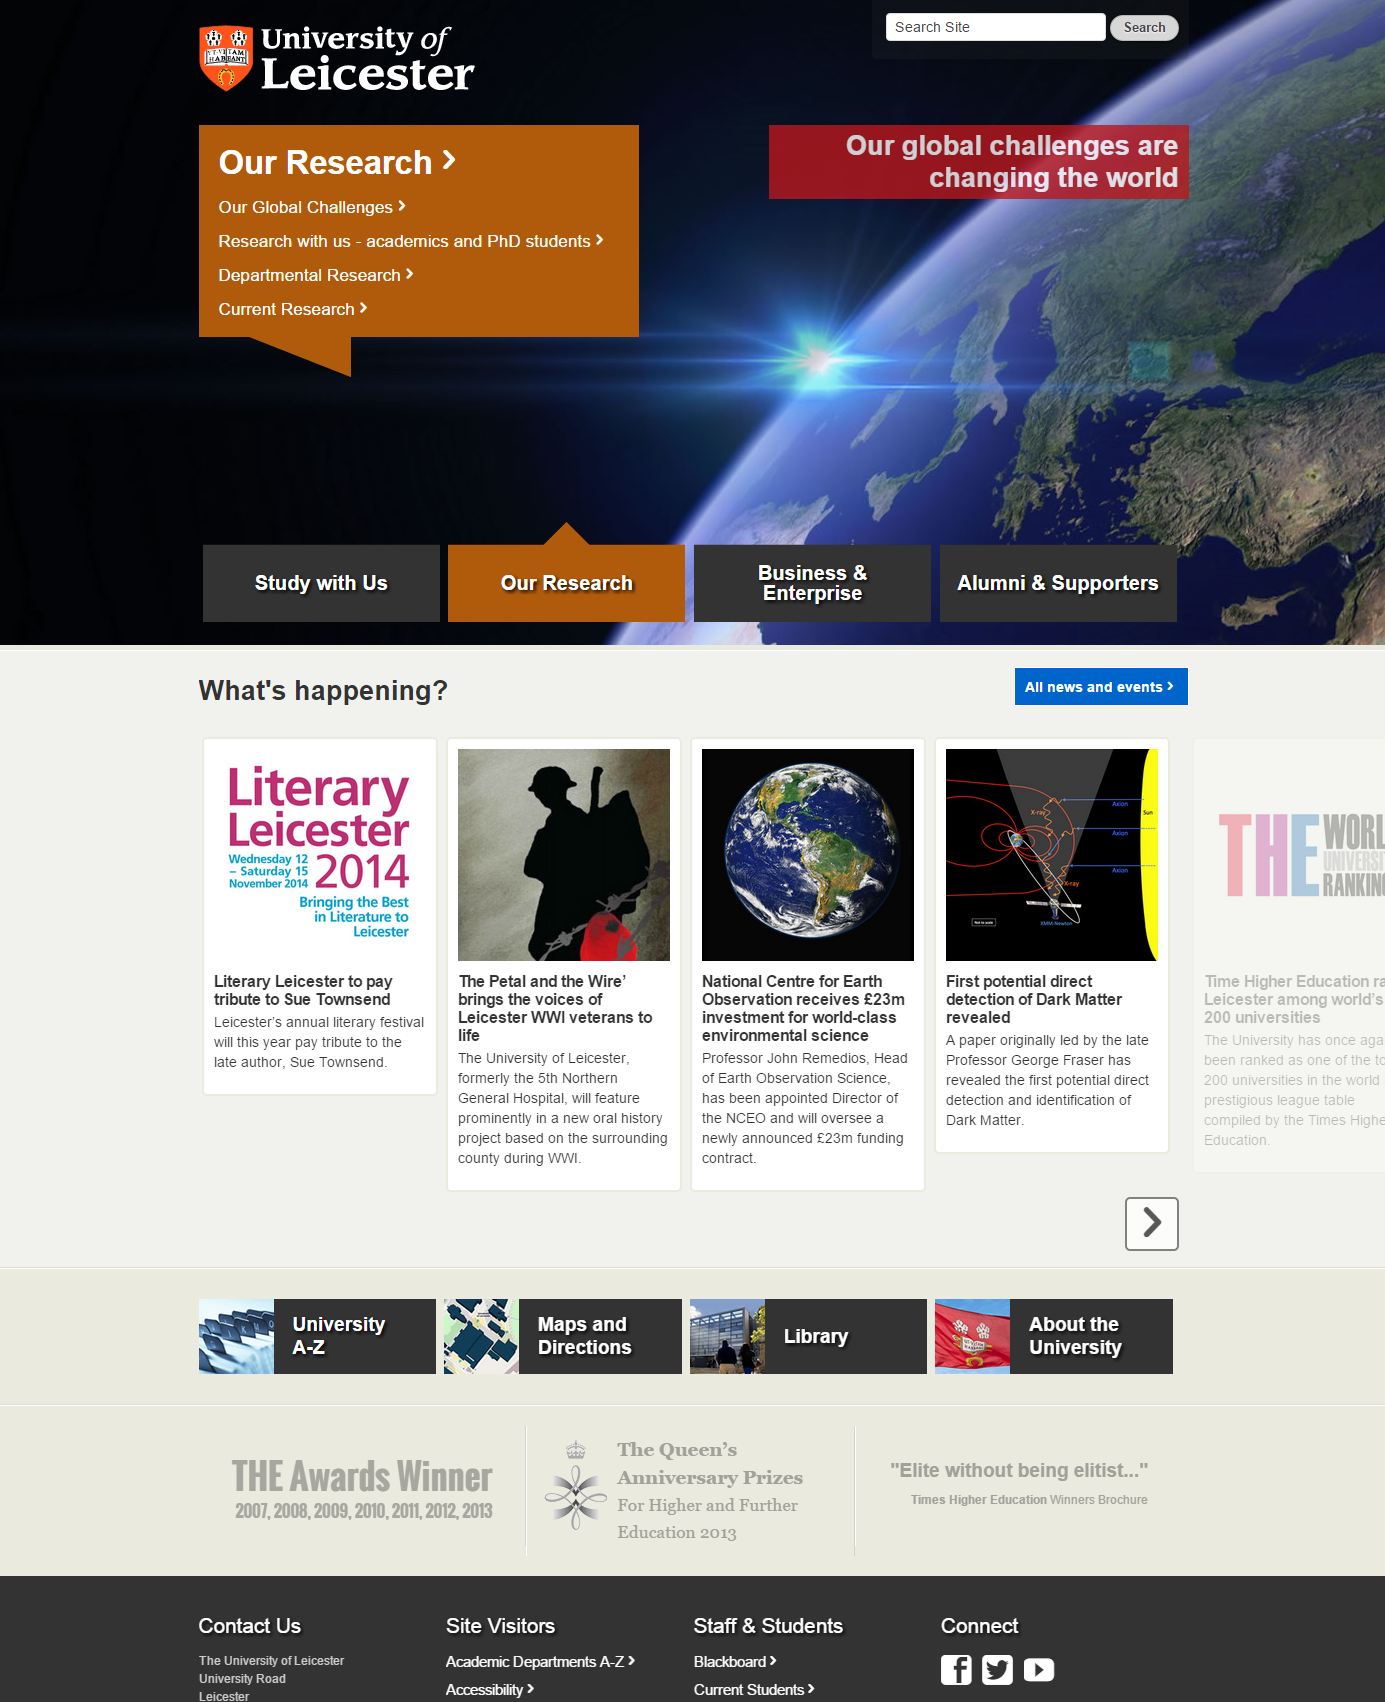 University of
Leicester
Search Site
Search
Our Research
Our Global Challenges
Research with us - academics and PhD students
Departmental Research
Current Research
Our global challenges are
changing the world
Study with Us
Our Research
Business &
Enterprise
Alumni & Supporters
What's happening?
All news and events
Literary
Leicester
Wednesday 12
– Saturday 15
November 2014
2014
Bringing the Best
in Literature to
Leicester
Literary Leicester to pay
tribute to Sue Townsend
Leicester's annual literary festival
will this year pay tribute to the
late author, Sue Townsend.
The Petal and the Wire’
brings the voices of
Leicester WWI veterans to
life
The University of Leicester,
formerly the 5th Northern
General Hospital, will feature
prominently in a new oral history
project based on the surrounding
county during WWI.
National Centre for Earth
Observation receives £23m
investment for world-class
environmental science
Professor John Remedios, Head
of Earth Observation Science,
has been appointed Director of
the NCEO and will oversee a
newly announced £23m funding
contract.
Axion
Sun
X-ray
Axion
Axion
X-ray
Not to scale
XMM-Newton
First potential direct
detection of Dark Matter
revealed
A paper originally led by the late
Professor George Fraser has
revealed the first potential direct
detection and identification of
Dark Matter.
THE
WORL
UNIVERSI
RANKING
Time Higher Education ra
Leicester among world's
200 universities
The University has once aga
been ranked as one of the to
200 universities in the world
prestigious league table
compiled by the Times Highe
Education.
University
A-Z
Maps and
Directions
Library
About the
University
THE Awards Winner
2007, 2008, 2009, 2010, 2011, 2012, 2013
The Queen's
Anniversary Prizes
For Higher and Further
Education 2013
"Elite without being elitist..."
Times Higher Education Winners Brochure
Contact Us
The University of Leicester
University Road
Leicester
Site Visitors
Academic Departments A-Z
Accessibility
Staff & Students
Blackboard
Current Students
Connect